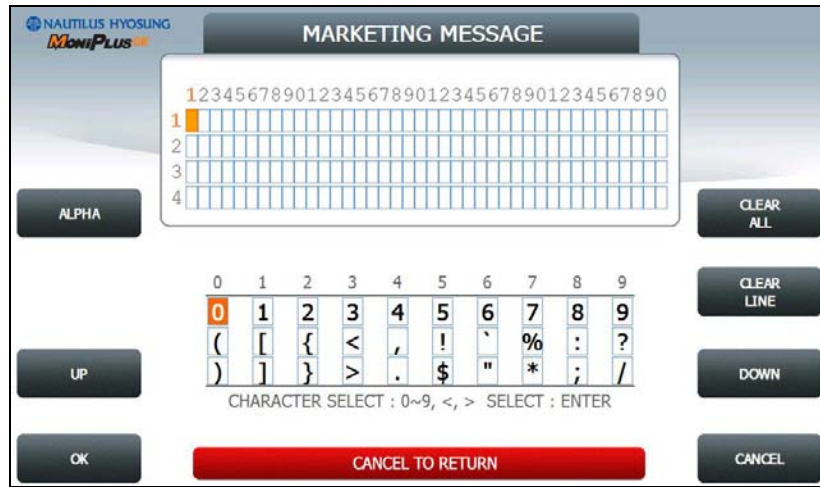 NAUTILUS HYOSUNG
MoniPlus
MARKETING MESSAGE
1234567890123456789012345678901234567890
1
2
3
4
ALPHA
CLEAR
ALL
0 1 2 3 4 5 6 7 8 9
0 1 2 3 4 5 6 7 8 9
( [ { < , ! ` % : ?
) ] } > . $ " * ; /
CLEAR
LINE
UP
DOWN
CHARACTER SELECT : 0~9, <, > SELECT : ENTER
OK
CANCEL TO RETURN
CANCEL